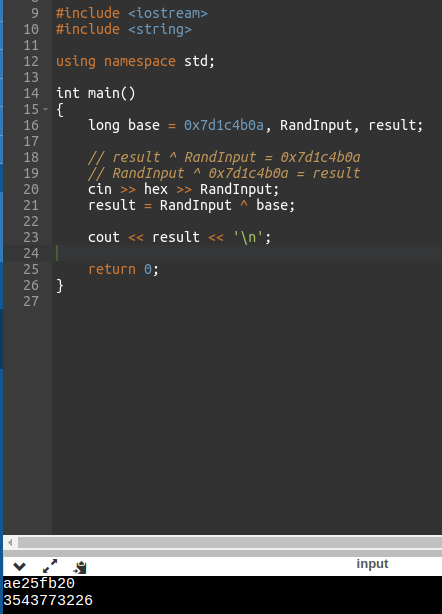 9 #include <iostream>
10 #include <string>
11
12 using namespace std;
13
14 int main()
15 {
16 long base = 0x7d1c4b0a, RandInput, result;
17
18 // result ^ RandInput = 0x7d1c4b0a
19 // RandInput ^ 0x7d1c4b0a = result
20 cin >> hex >> RandInput;
21 result = RandInput ^ base;
22
23 cout << result << '\n';
24
25 return 0;
26 }
27
input
ae25fb20
3543773226